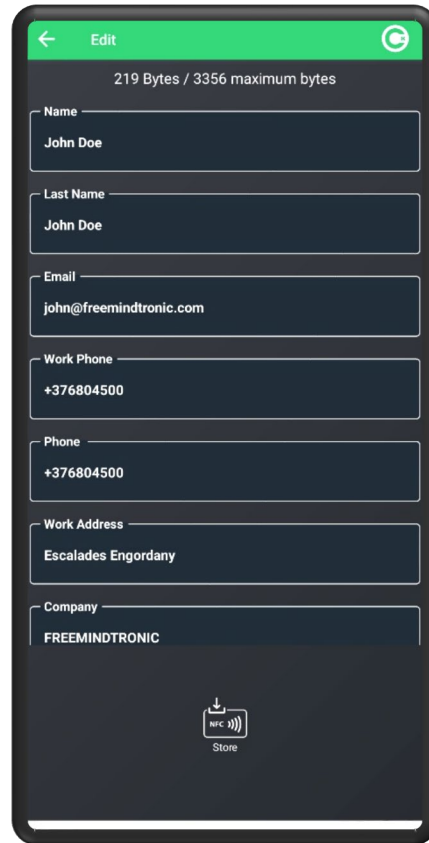 Edit
219 Bytes / 3356 maximum bytes
Name
John Doe
Last Name
John Doe
Email
john@freemindtronic.com
Work Phone
+376804500
Phone
+376804500
Work Address
Escalades Engordany
Company
FREEMINDTRONIC
NFC
Store